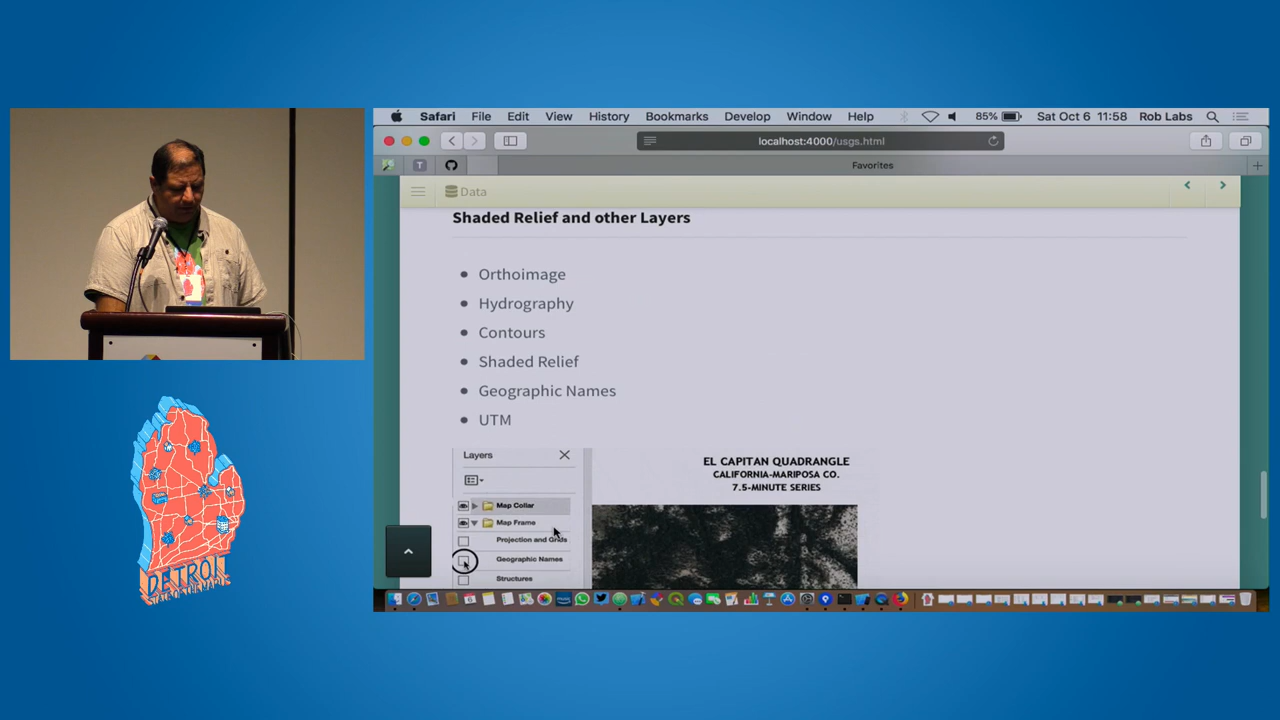 Safari File Edit View History Bookmarks Develop Window Help 85% Sat Oct 6 11:58 Rob Labs
localhost:4000/usgs.html
T Favorites
Data
Shaded Relief and other Layers
Orthoimage
Hydrography
Contours
Shaded Relief
Geographic Names
UTM
Layers
Map Collar
Map Frame
Projection and Grids
Geographic Names
Structures
EL CAPITAN QUADRANGLE
CALIFORNIA-MARIPOSA CO.
7.5-MINUTE SERIES
DETROIT